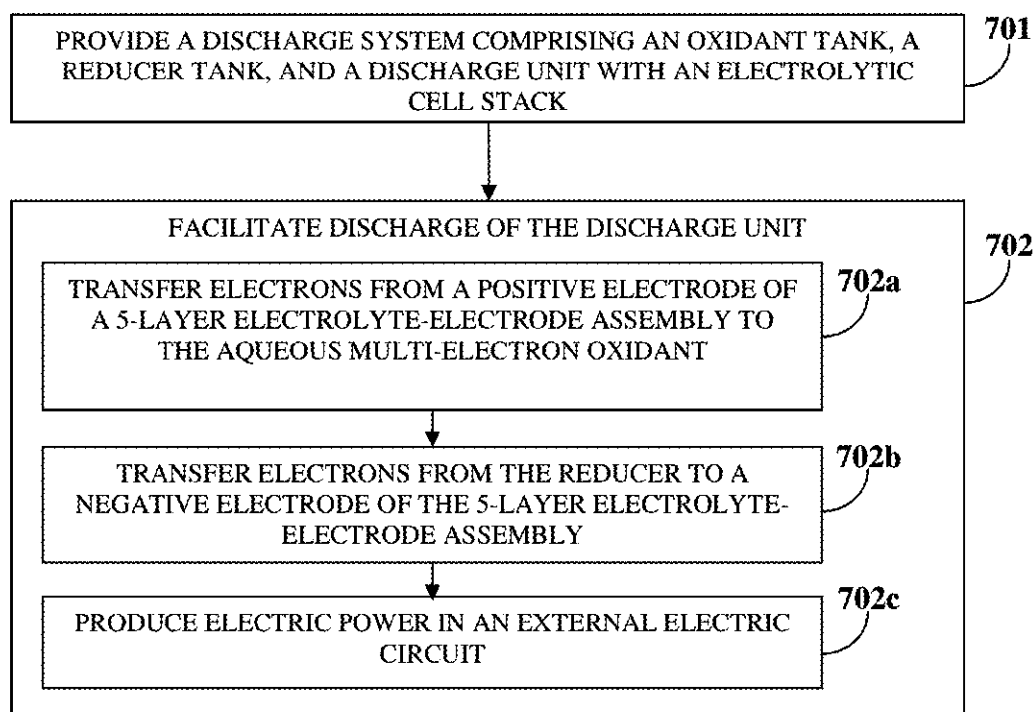 PROVIDE A DISCHARGE SYSTEM COMPRISING AN OXIDANT TANK, A
REDUCER TANK, AND A DISCHARGE UNIT WITH AN ELECTROLYTIC
CELL STACK
701
FACILITATE DISCHARGE OF THE DISCHARGE UNIT
702
TRANSFER ELECTRONS FROM A POSITIVE ELECTRODE OF
A 5-LAYER ELECTROLYTE-ELECTRODE ASSEMBLY TO
THE AQUEOUS MULTI-ELECTRON OXIDANT
702a
TRANSFER ELECTRONS FROM THE REDUCER TO A
NEGATIVE ELECTRODE OF THE 5-LAYER ELECTROLYTE-
ELECTRODE ASSEMBLY
702b
PRODUCE ELECTRIC POWER IN AN EXTERNAL ELECTRIC
CIRCUIT
702c